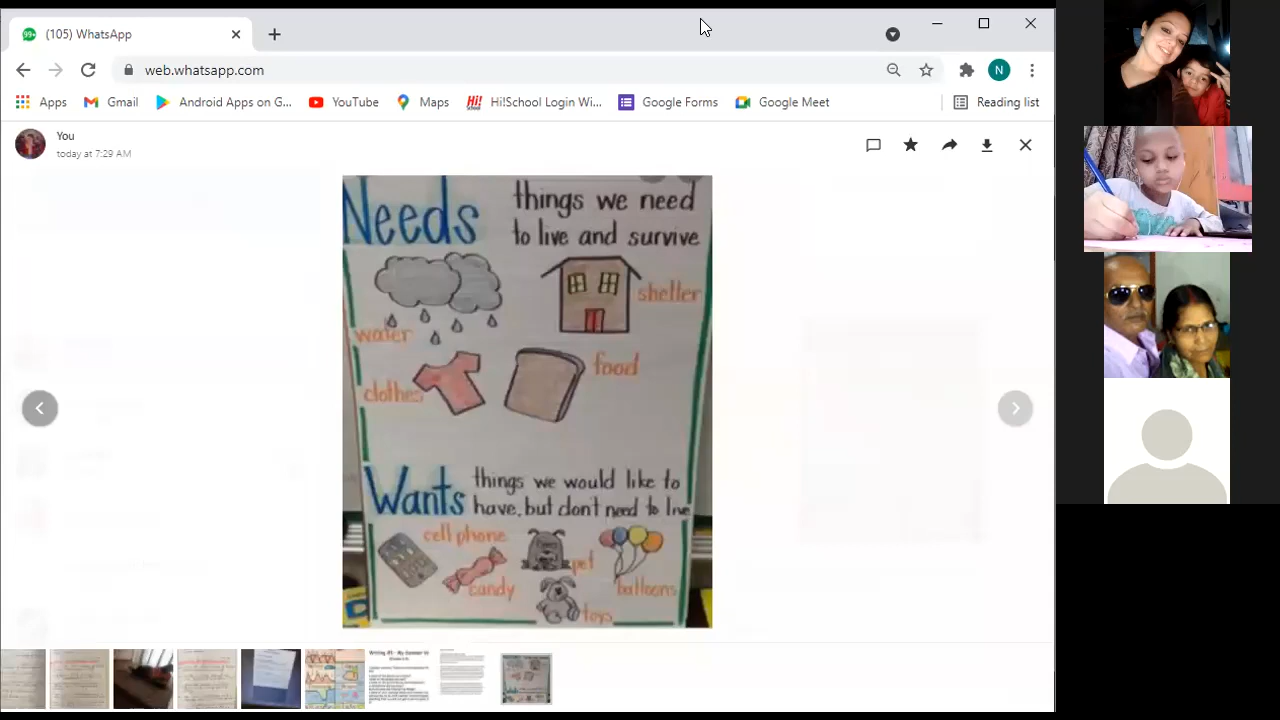 (105) WhatsApp
web.whatsapp.com
N
Apps
Gmail
Android Apps on G...
YouTube
Maps
Hi! Hi!School Login Wi...
Google Forms
Google Meet
Reading list
You
today at 7:29 AM
Needs things we need
to live and survive
shelter
water
food
clothes
Wants things we would like to
have, but don't need to live
cell phone
pet
candy
balloons
toys